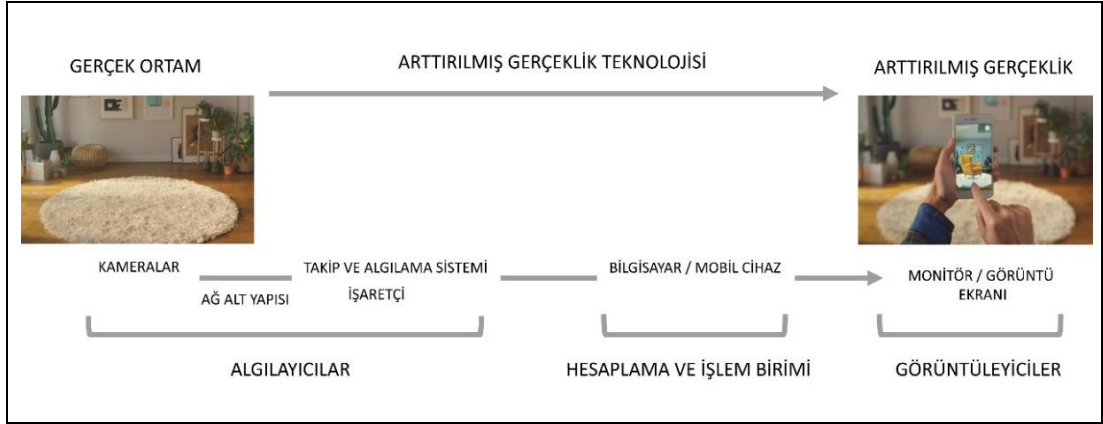 GERÇEK ORTAM
ARTTIRILMIŞ GERÇEKLİK TEKNOLOJİSİ
ARTTIRILMIŞ GERÇEKLİK
KAMERALAR
AĞ ALT YAPISI
TAKİP VE ALGILAMA SİSTEMİ
İŞARETÇİ
BİLGİSAYAR / MOBİL CİHAZ
MONİTÖR / GÖRÜNTÜ
EKRANI
ALGILAYICILAR
HESAPLAMA VE İŞLEM BİRİMİ
GÖRÜNTÜLEYİCİLER